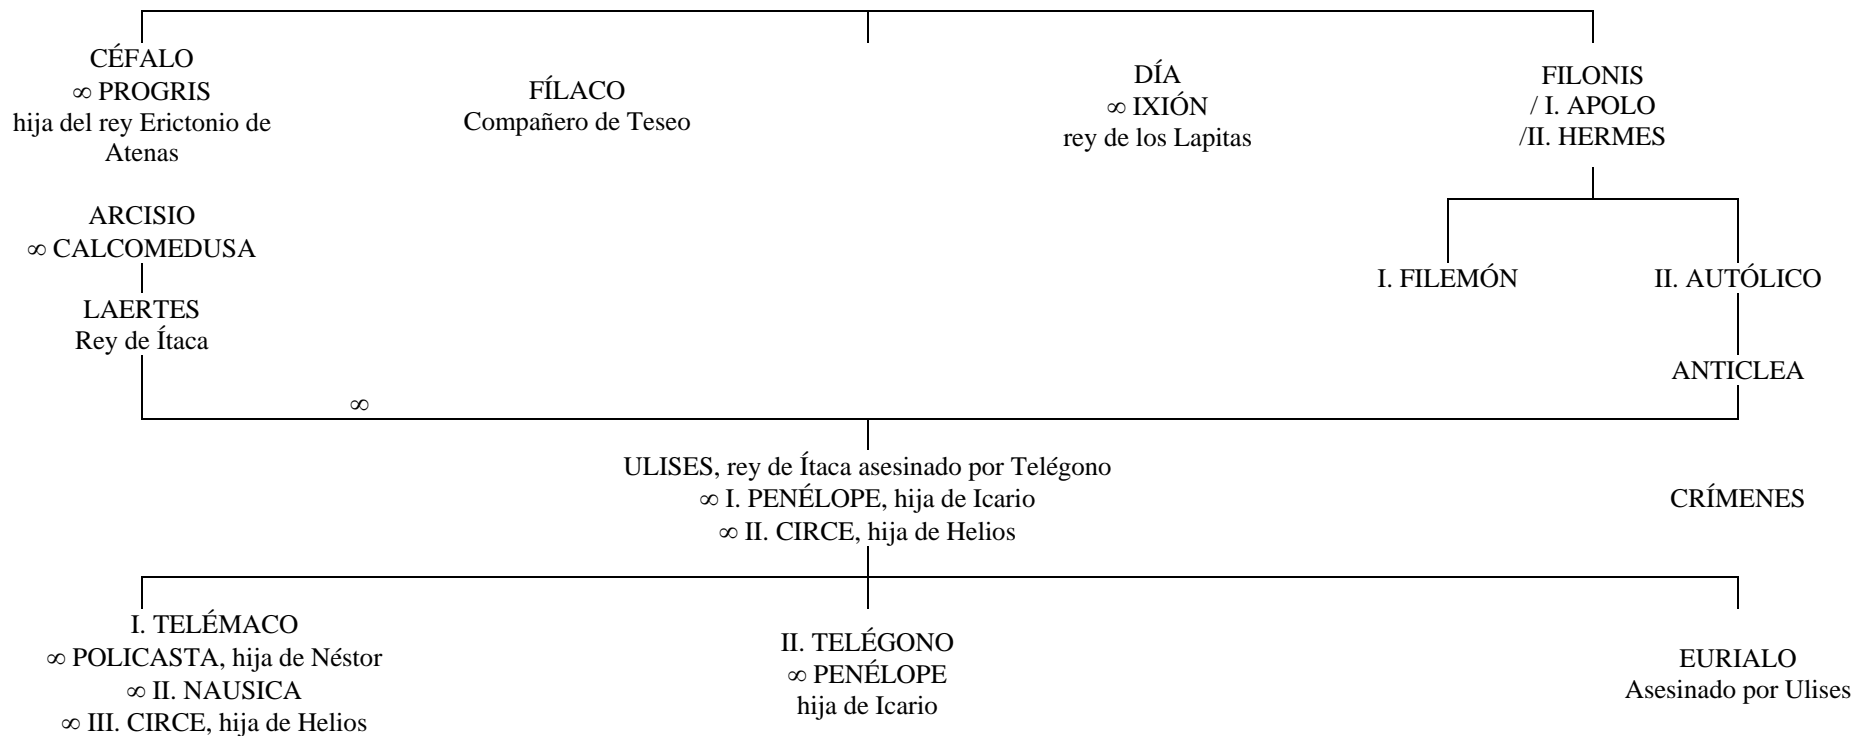 CÉFALO
∞ PROGRIS
hija del rey Erictonio de
Atenas
FÍLACO
Compañero de Teseo
DÍA
∞ IXIÓN
rey de los Lapitas
FILONIS
/ I. APOLO
/II. HERMES
ARCISIO
∞ CALCOMEDUSA
I. FILEMÓN
II. AUTÓLICO
LAERTES
Rey de Ítaca
ANTICLEA
∞
ULISES, rey de Ítaca asesinado por Telégono
∞ I. PENÉLOPE, hija de Icario
∞ II. CIRCE, hija de Helios
CRÍMENES
I. TELÉMACO
∞ POLICASTA, hija de Néstor
∞ II. NAUSICA
∞ III. CIRCE, hija de Helios
II. TELÉGONO
∞ PENÉLOPE
hija de Icario
EURIALO
Asesinado por Ulises